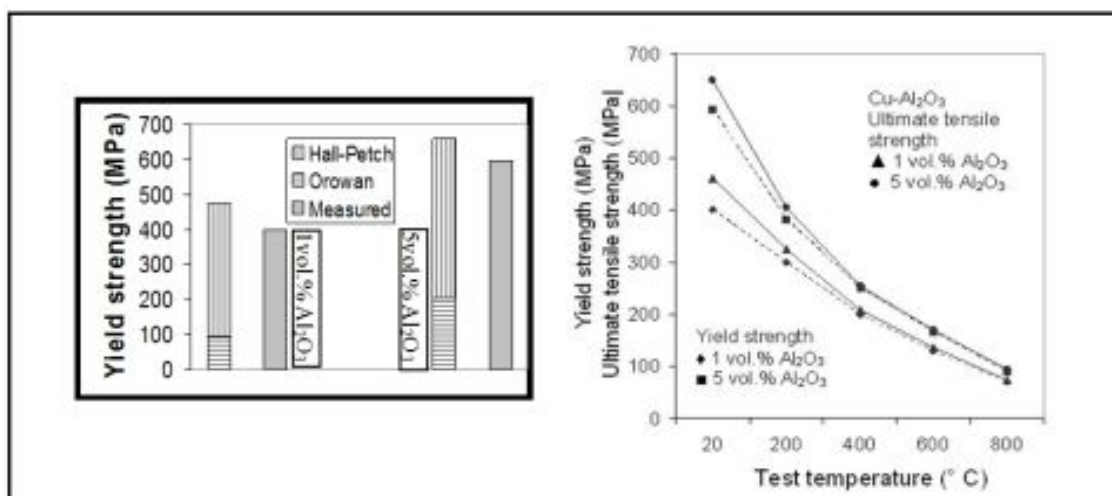 Yield strength (MPa)
700
600
500
400
300
200
100
0
Hall-Petch
Orowan
Measured
1vol.% Al₂O₃
5vol.% Al₂O₃
Yield strength (MPa)
Ultimate tensile strength (MPa]
700
600
500
400
300
200
100
0
Cu-Al₂O₃
Ultimate tensile
strength
1 vol.% Al₂O₃
5 vol.% Al₂O₃
Yield strength
1 vol.% Al₂O₃
5 vol.% Al₂O₃
20 200 400 600 800
Test temperature (° C)